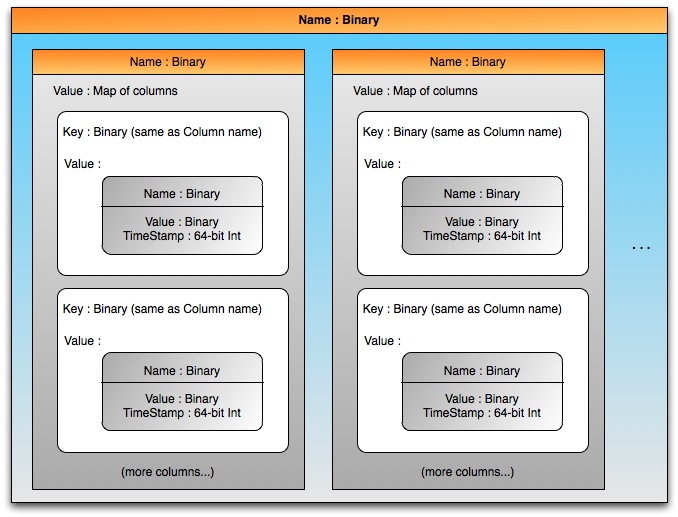 Name : Binary
Name : Binary
Value : Map of columns
Key : Binary (same as Column name)
Value :
Name : Binary
Value : Binary
TimeStamp : 64-bit Int
Key : Binary (same as Column name)
Value :
Name : Binary
Value : Binary
TimeStamp : 64-bit Int
(more columns...)
Name : Binary
Value : Map of columns
Key : Binary (same as Column name)
Value :
Name : Binary
Value : Binary
TimeStamp : 64-bit Int
Key : Binary (same as Column name)
Value :
Name : Binary
Value : Binary
TimeStamp : 64-bit Int
(more columns...)
...